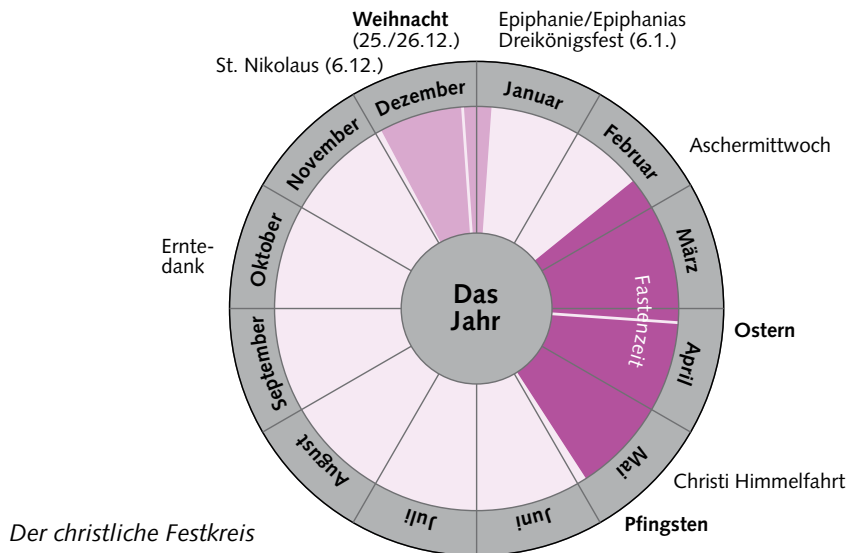 Weihnacht
(25./26.12.)
Epiphanie/Epiphanias
Dreikönigsfest (6.1.)
St. Nikolaus (6.12.)
Dezember
Januar
November
Februar
Aschermittwoch
Oktober
März
Ernte-
dank
Das
Jahr
Fastenzeit
Ostern
September
April
August
Mai
Christi Himmelfahrt
Juli
Juni
Pfingsten
Der christliche Festkreis